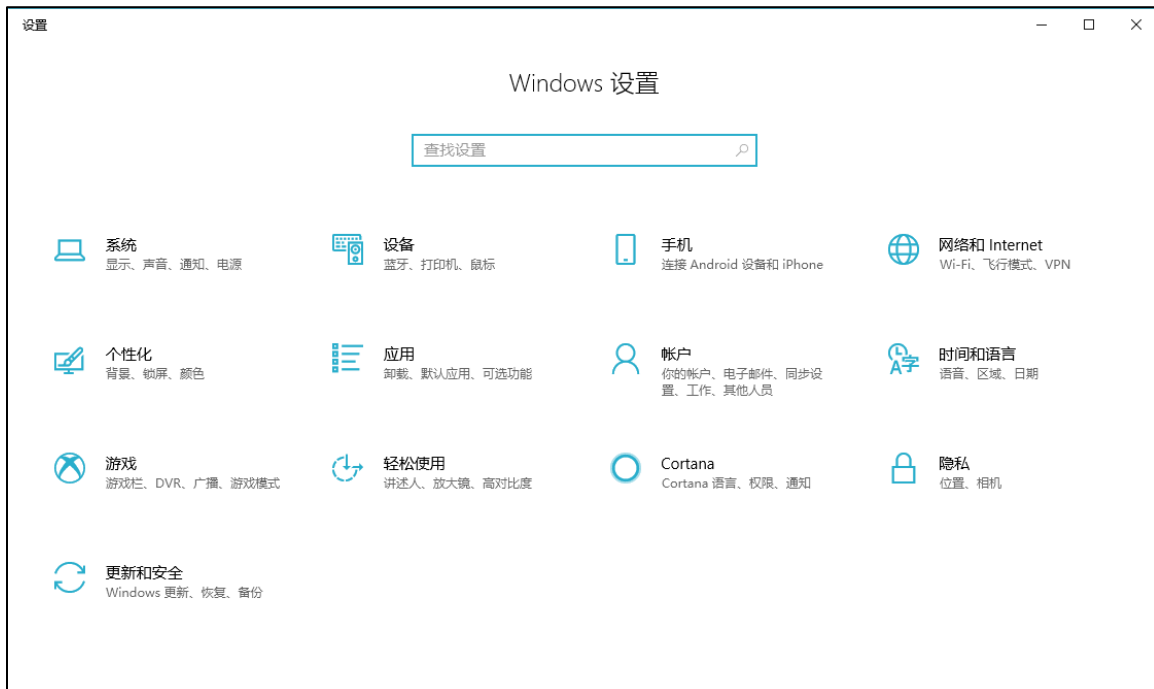 设置
Windows 设置
查找设置
系统
显示、声音、通知、电源
设备
蓝牙、打印机、鼠标
手机
连接 Android 设备和 iPhone
网络和 Internet
Wi-Fi、飞行模式、VPN
个性化
背景、锁屏、颜色
应用
卸载、默认应用、可选功能
帐户
你的帐户、电子邮件、同步设
置、工作、其他人员
时间和语言
语音、区域、日期
游戏
游戏栏、DVR、广播、游戏模式
轻松使用
讲述人、放大镜、高对比度
Cortana
Cortana 语言、权限、通知
隐私
位置、相机
更新和安全
Windows 更新、恢复、备份